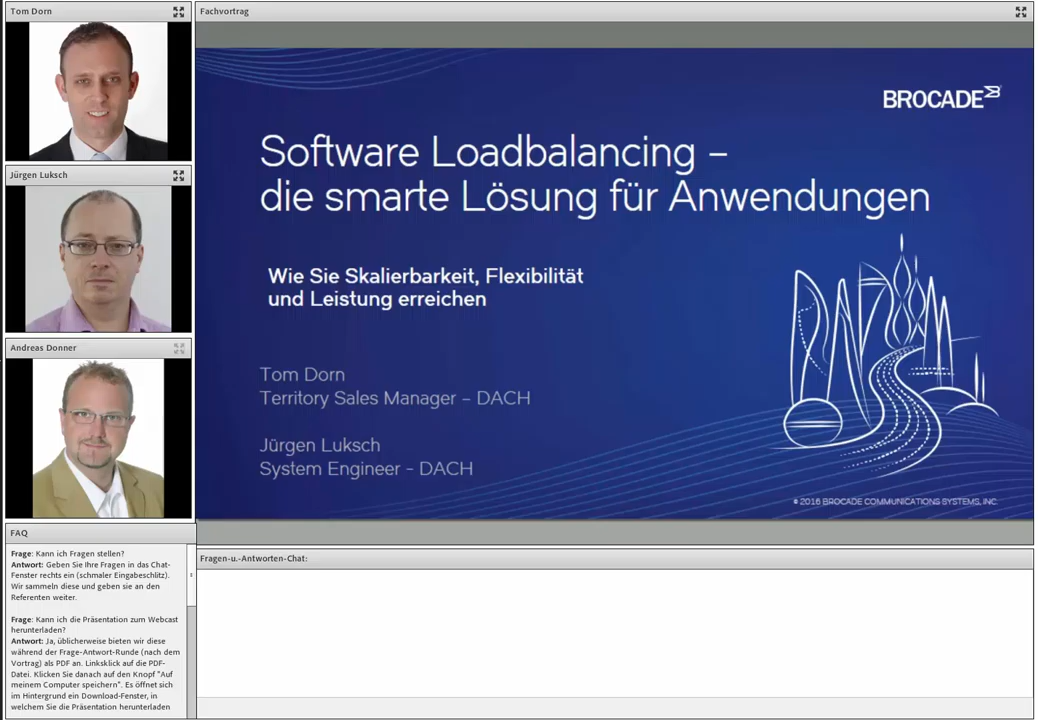 Tom Dorn
Jürgen Luksch
Andreas Donner
FAQ
Frage: Kann ich Fragen stellen?
Antwort: Geben Sie Ihre Fragen in das Chat-
Fenster rechts ein (schmaler Eingabeschlitz).
Wir sammeln diese und geben sie an den
Referenten weiter.
Frage: Kann ich die Präsentation zum Webcast
herunterladen?
Antwort: Ja, üblicherweise bieten wir diese
während der Frage-Antwort-Runde (nach dem
Vortrag) als PDF an. Linksklick auf die PDF-
Datei. Klicken Sie danach auf den Knopf "Auf
meinem Computer speichern". Es öffnet sich
im Hintergrund ein Download-Fenster, in
welchem Sie die Präsentation herunterladen
Fachvortrag
BROCADE
Software Loadbalancing –
die smarte Lösung für Anwendungen
Wie Sie Skalierbarkeit, Flexibilität
und Leistung erreichen
Tom Dorn
Territory Sales Manager – DACH
Jürgen Luksch
System Engineer - DACH
© 2016 BROCADE COMMUNICATIONS SYSTEMS, INC.
Fragen-u.-Antworten-Chat: